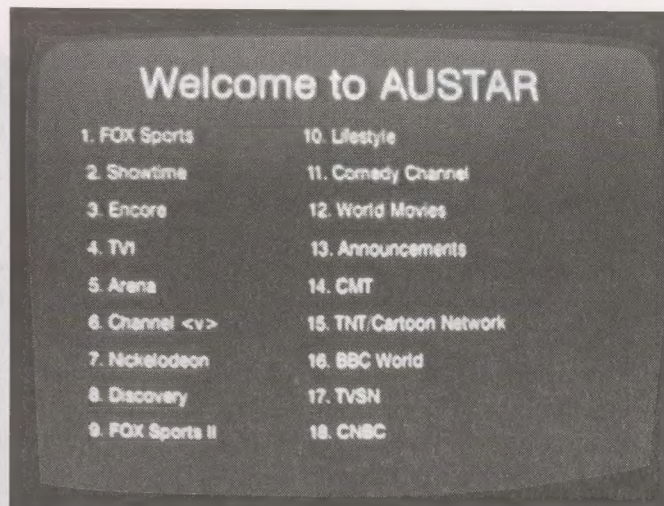 Welcome to AUSTAR
1. FOX Sports
2. Showtime
3. Encore
4. TV1
5. Arena
6. Channel <v>
7. Nickelodeon
8. Discovery
9. FOX Sports II
10. Lifestyle
11. Comedy Channel
12. World Movies
13. Announcements
14. CMT
15. TNT/Cartoon Network
16. BBC World
17. TVSN
18. CNBC